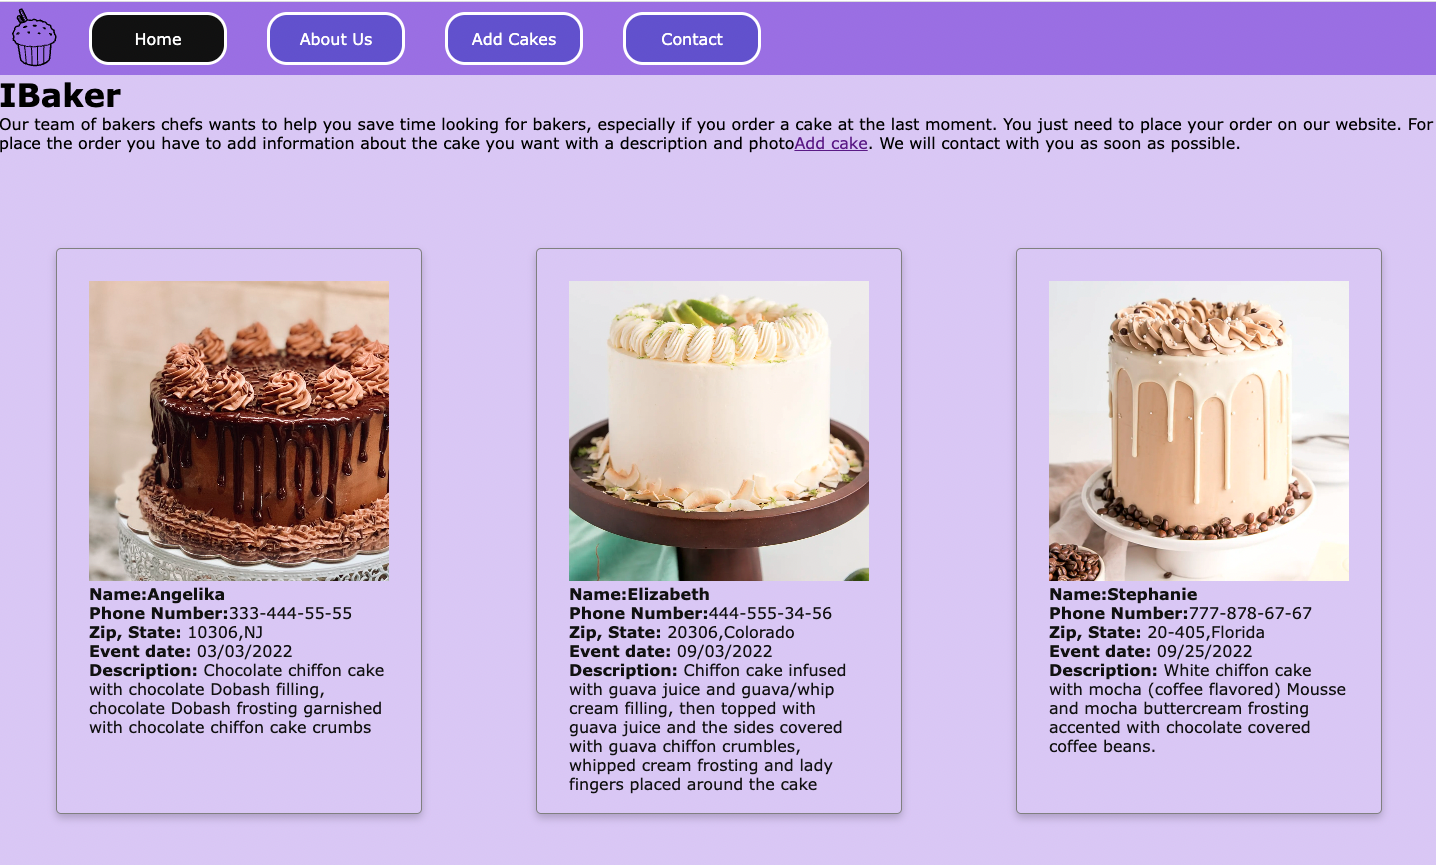 Home
About Us
Add Cakes
Contact
IBaker
Our team of bakers chefs wants to help you save time looking for bakers, especially if you order a cake at the last moment. You just need to place your order on our website. For
place the order you have to add information about the cake you want with a description and photoAdd cake. We will contact with you as soon as possible.
Name:Angelika
Phone Number:333-444-55-55
Zip, State: 10306,NJ
Event date: 03/03/2022
Description: Chocolate chiffon cake
with chocolate Dobash filling,
chocolate Dobash frosting garnished
with chocolate chiffon cake crumbs
Name:Elizabeth
Phone Number:444-555-34-56
Zip, State: 20306,Colorado
Event date: 09/03/2022
Description: Chiffon cake infused
with guava juice and guava/whip
cream filling, then topped with
guava juice and the sides covered
with guava chiffon crumbles,
whipped cream frosting and lady
fingers placed around the cake
Name:Stephanie
Phone Number:777-878-67-67
Zip, State: 20-405,Florida
Event date: 09/25/2022
Description: White chiffon cake
with mocha (coffee flavored) Mousse
and mocha buttercream frosting
accented with chocolate covered
coffee beans.